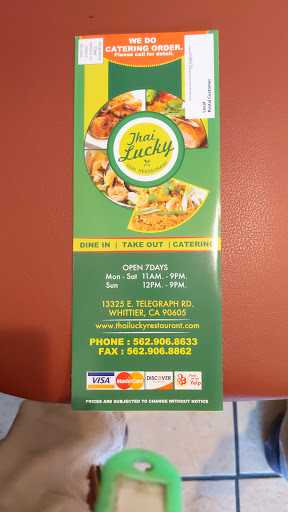 WE DO
CATERING ORDER.
Please call for detail.
Local
Postal Customer
Thai
Lucky
THAI RESTAURANT
DINE IN | TAKE OUT | CATERING
OPEN 7DAYS
Mon - Sat 11AM. - 9PM.
Sun 12PM. - 9PM.
13325 E. TELEGRAPH RD.
WHITTIER, CA 90605
www.thailuckyrestaurant.com
PHONE : 562.906.8633
FAX : 562.906.8862
VISA MasterCard DISCOVER Yelp
PRICES ARE SUBJECTED TO CHANGE WITHOUT NOTICE